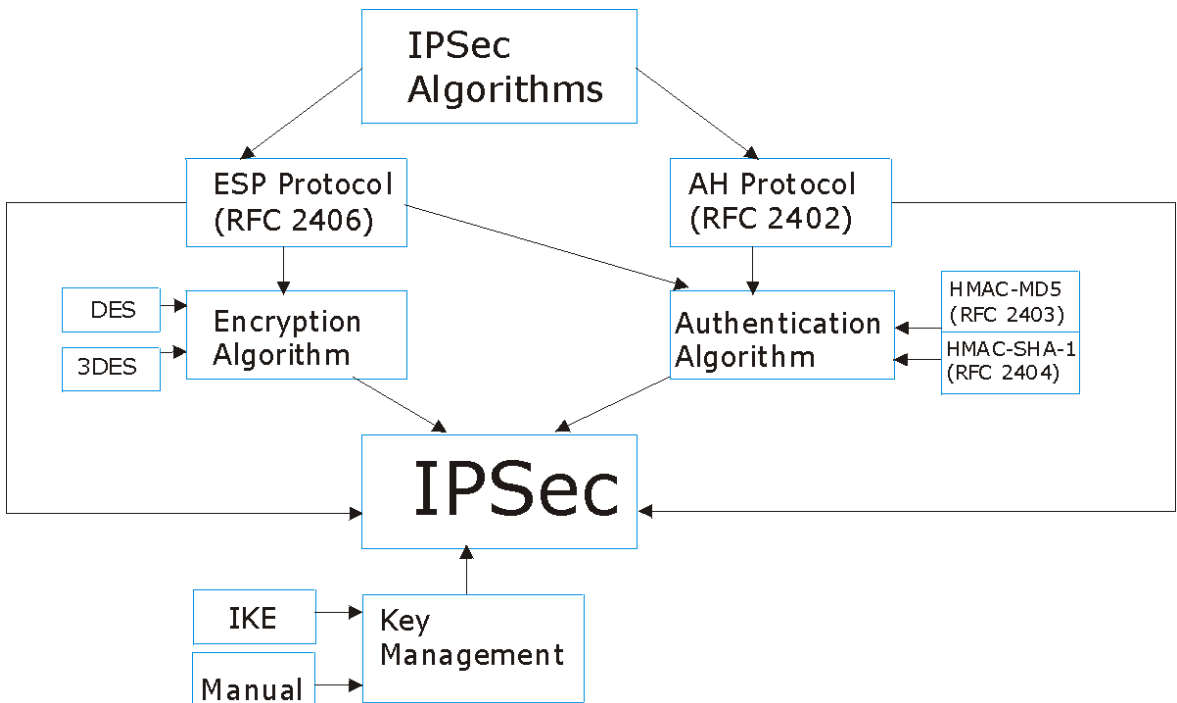 IPSec
Algorithms
ESP Protocol
(RFC 2406)
AH Protocol
(RFC 2402)
DES
3DES
Encryption
Algorithm
Authentication
Algorithm
HMAC-MD5
(RFC 2403)
HMAC-SHA-1
(RFC 2404)
IPSec
IKE
Manual
Key
Management